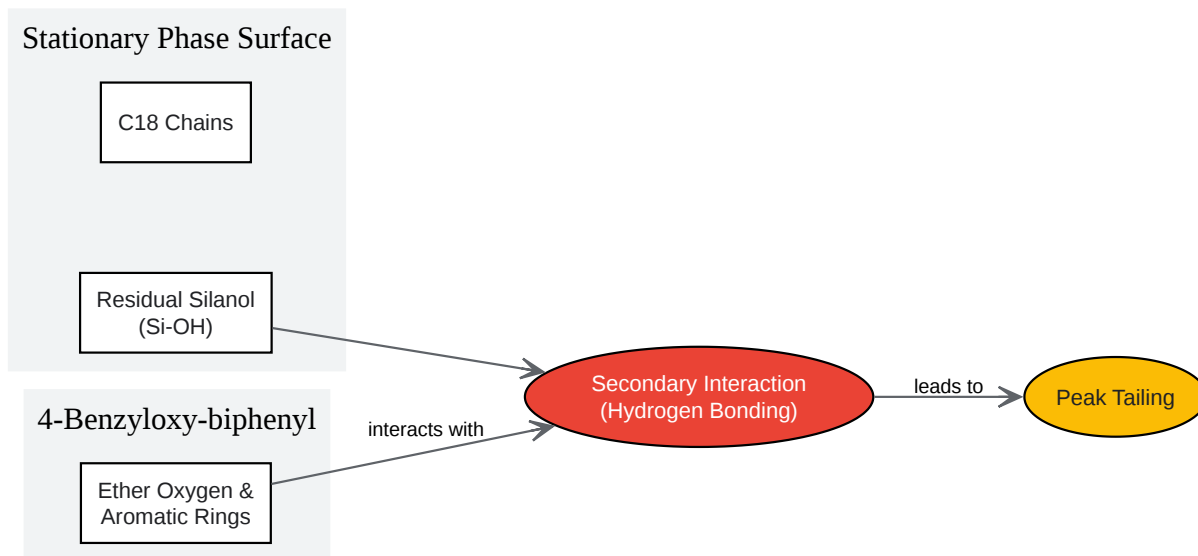 Stationary Phase Surface
C18 Chains
Residual Silanol
(Si-OH)
4-Benzyloxy-biphenyl
Ether Oxygen &
Aromatic Rings
interacts with
Secondary Interaction
(Hydrogen Bonding)
leads to
Peak Tailing